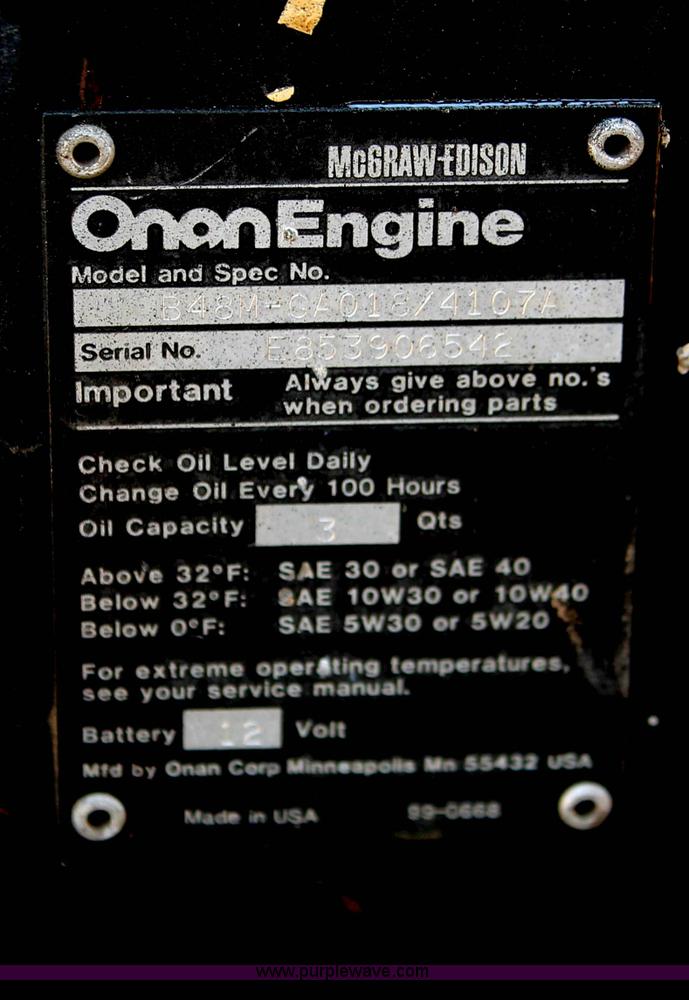 McGRAW-EDISON
Onan Engine
Model and Spec No.
B48M-GA018/4107A
Serial No. E853906542
Important Always give above no.'s
when ordering parts
Check Oil Level Daily
Change Oil Every 100 Hours
Oil Capacity 3 Qts
Above 32°F: SAE 30 or SAE 40
Below 32°F: SAE 10W30 or 10W40
Below 0°F: SAE 5W30 or 5W20
For extreme operating temperatures,
see your service manual.
Battery 12 Volt
Mfd by Onan Corp Minneapolis Mn 55432 USA
Made in USA 99-0668
www.purplewave.com